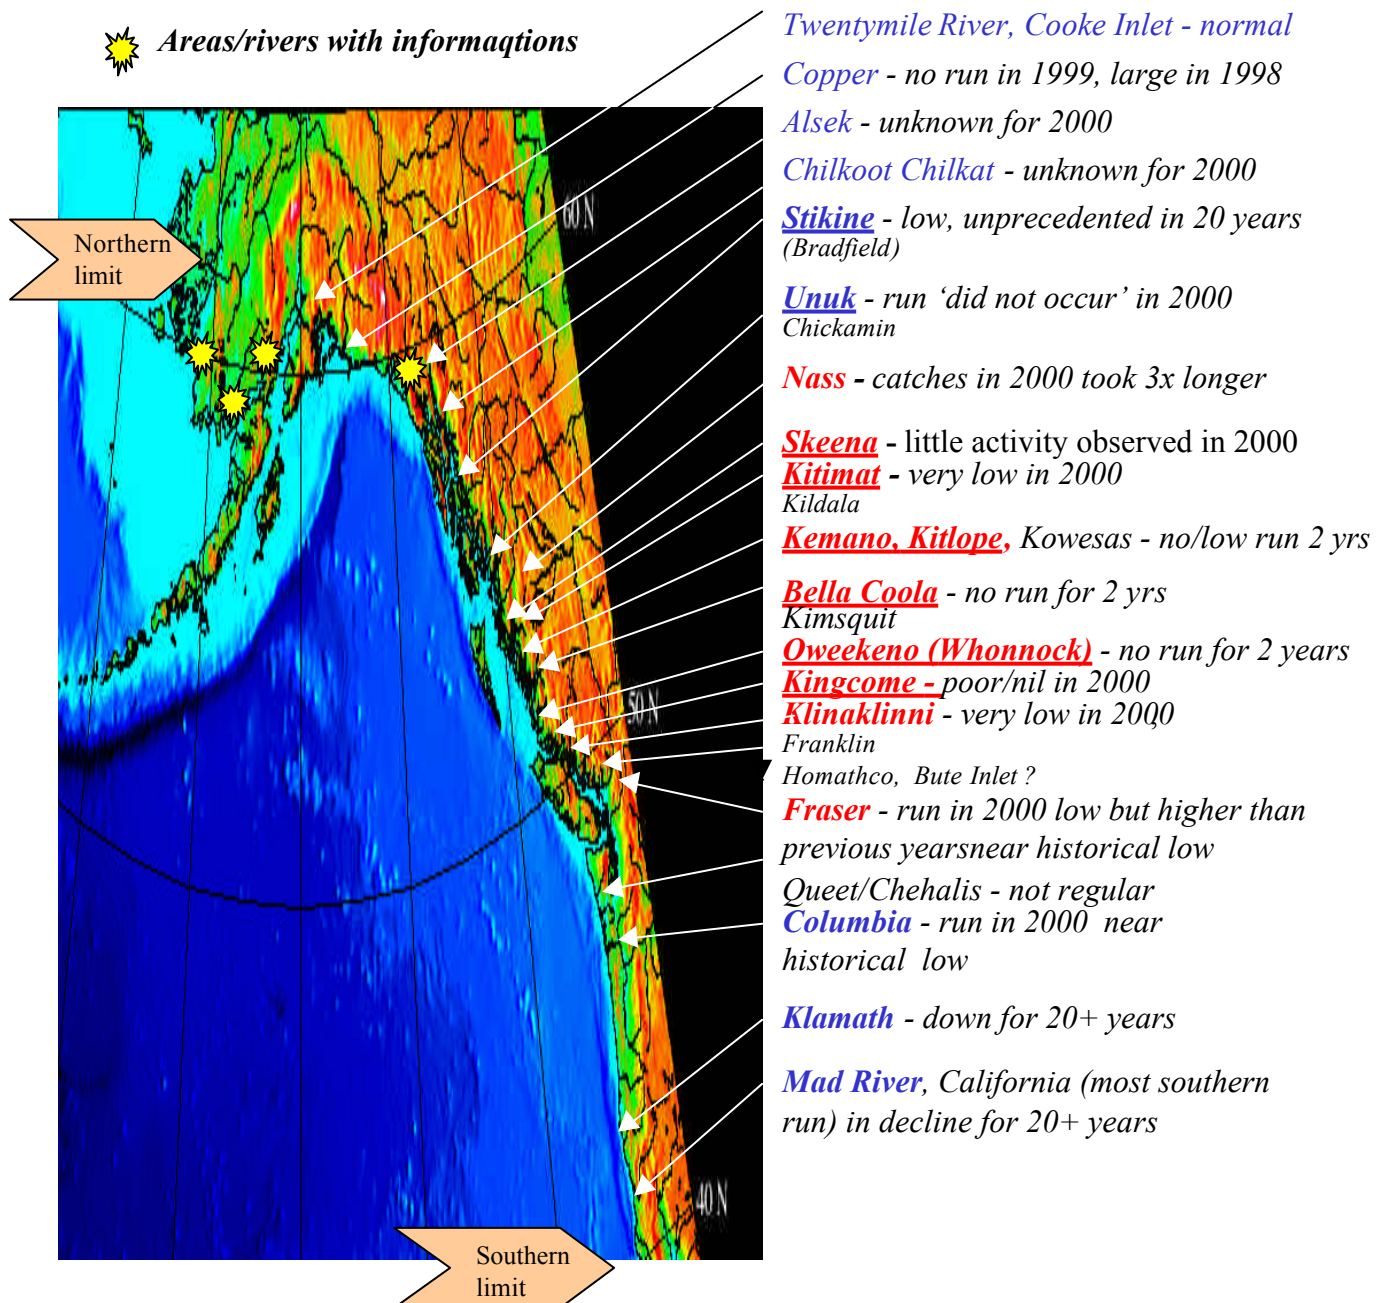 Areas/rivers with informaqtions
Twentymile River, Cooke Inlet - normal
Copper - no run in 1999, large in 1998
Alsek - unknown for 2000
Chilkoot Chilkat - unknown for 2000
Stikine - low, unprecedented in 20 years
(Bradfield)
Unuk - run ‘did not occur’ in 2000
Chickamin
Nass - catches in 2000 took 3x longer
Skeena - little activity observed in 2000
Kitimat - very low in 2000
Kildala
Kemano, Kitlope, Kowesas - no/low run 2 yrs
Bella Coola - no run for 2 yrs
Kimsquit
Oweekeno (Whonnock) - no run for 2 years
Kingcome - poor/nil in 2000
Klinaklinni - very low in 2000,
Franklin
Homathco, Bute Inlet ?
Fraser - run in 2000 low but higher than
previous yearsnear historical low
Queet/Chehalis - not regular
Columbia - run in 2000 near
historical low
Klamath - down for 20+ years
Mad River, California (most southern
run) in decline for 20+ years
Northern
limit
60 N
50 N
40 N
Southern
limit